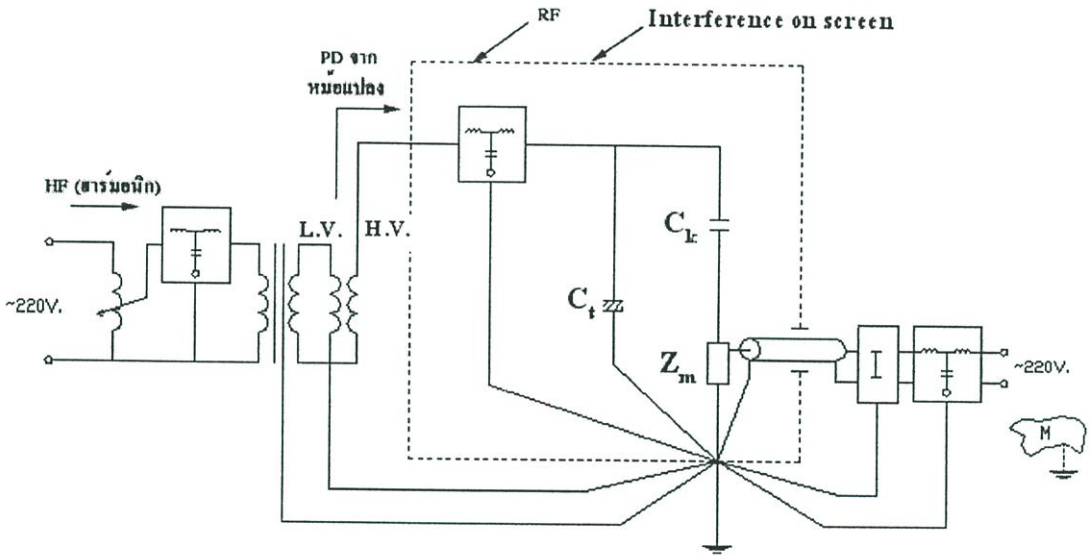 RF
Interference on screen
PD จาก
หม้อแปลง
HF (ฮาร์มอนิก)
L.V.
H.V.
Ck
Ct
~220V.
Zm
I
~220V.
M